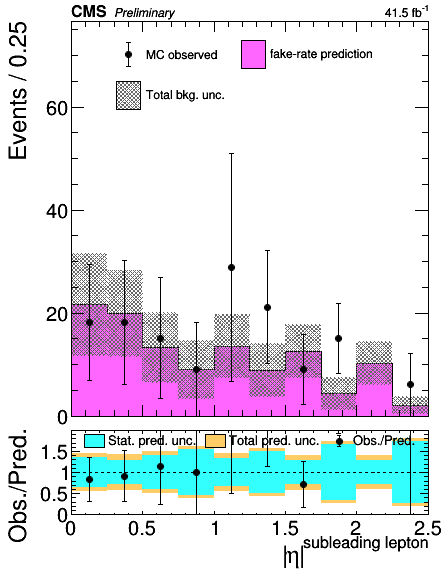 CMS Preliminary 41.5 fb⁻¹
MC observed fake-rate prediction
Total bkg. unc.
Events / 0.25
60
40
20
0
Stat. pred. unc. Total pred. unc. Obs./Pred.
Obs./Pred.
1.5
1
0.5
0
0 0.5 1 1.5 2 2.5
|η|subleading lepton